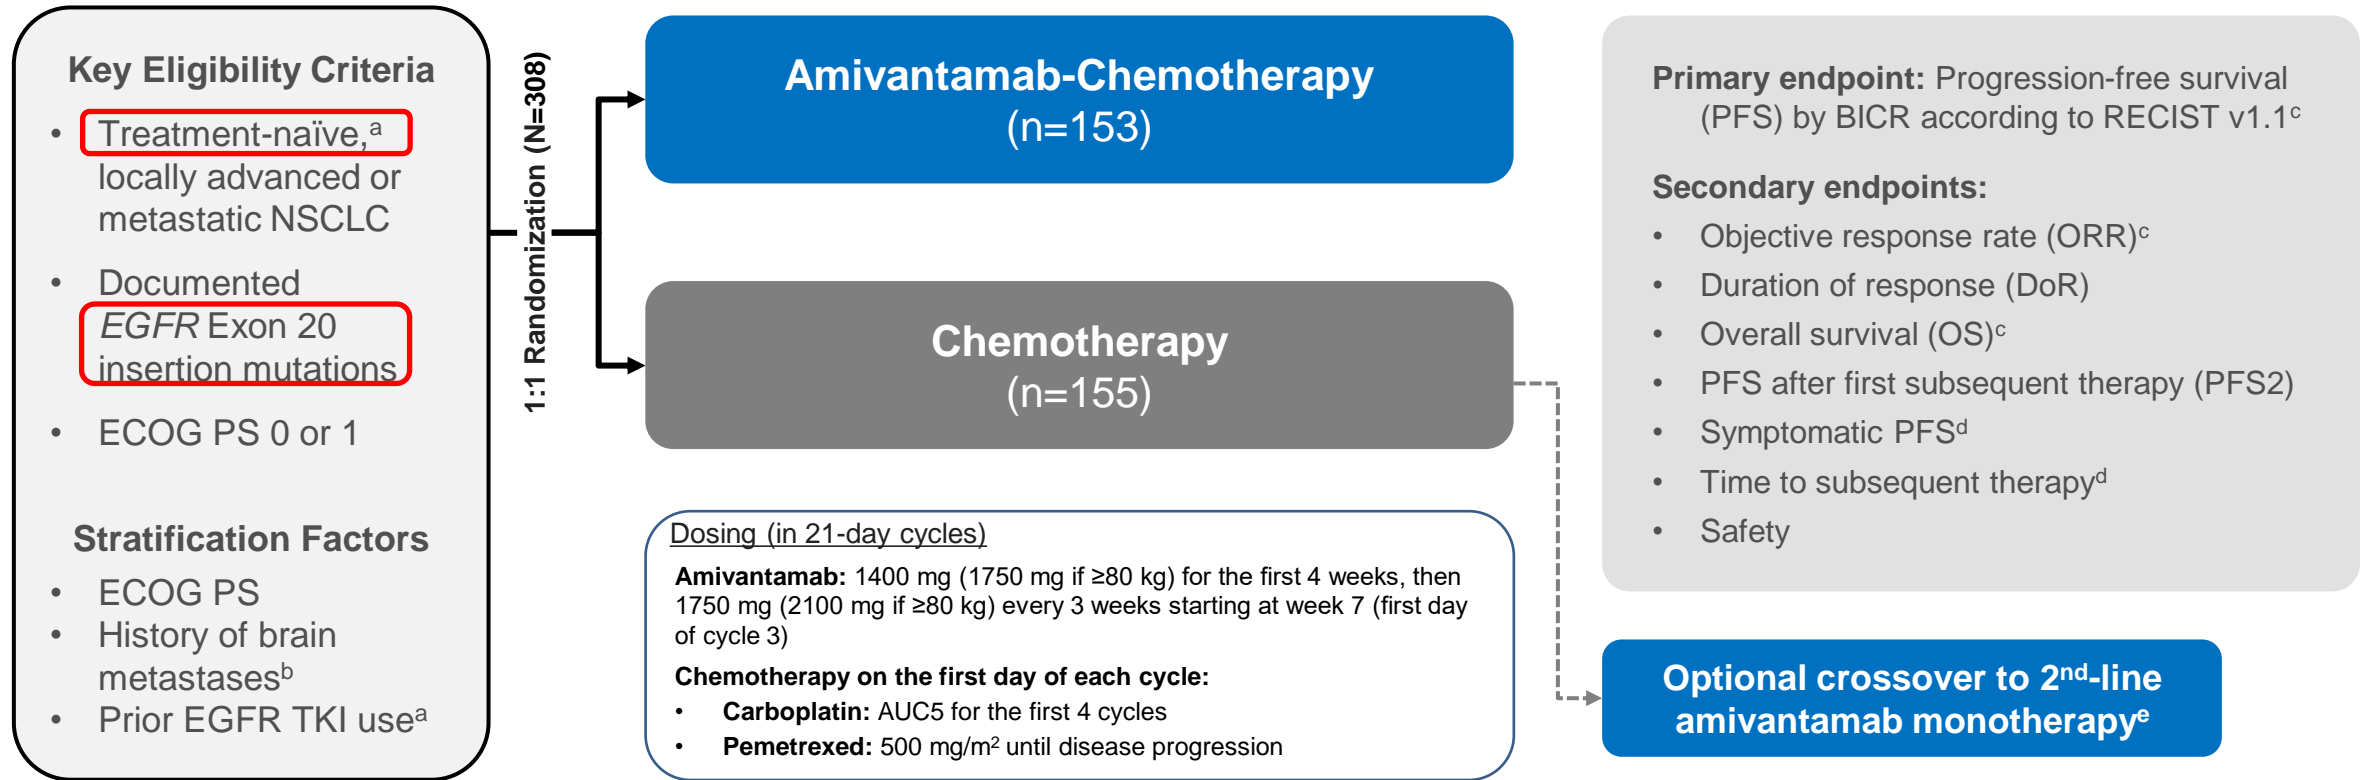 Key Eligibility Criteria
• Treatment-naïve,ᵃ
locally advanced or
metastatic NSCLC
• Documented
EGFR Exon 20
insertion mutations
• ECOG PS 0 or 1
Stratification Factors
• ECOG PS
• History of brain
metastasesᵇ
• Prior EGFR TKI useᵃ
1:1 Randomization (N=308)
Amivantamab-Chemotherapy
(n=153)
Chemotherapy
(n=155)
Dosing (in 21-day cycles)
Amivantamab: 1400 mg (1750 mg if ≥80 kg) for the first 4 weeks, then
1750 mg (2100 mg if ≥80 kg) every 3 weeks starting at week 7 (first day
of cycle 3)
Chemotherapy on the first day of each cycle:
• Carboplatin: AUC5 for the first 4 cycles
• Pemetrexed: 500 mg/m² until disease progression
Primary endpoint: Progression-free survival
(PFS) by BICR according to RECIST v1.1ᶜ
Secondary endpoints:
• Objective response rate (ORR)ᶜ
• Duration of response (DoR)
• Overall survival (OS)ᶜ
• PFS after first subsequent therapy (PFS2)
• Symptomatic PFSᵈ
• Time to subsequent therapyᵈ
• Safety
Optional crossover to 2ⁿᵈ-line
amivantamab monotherapyᵉ